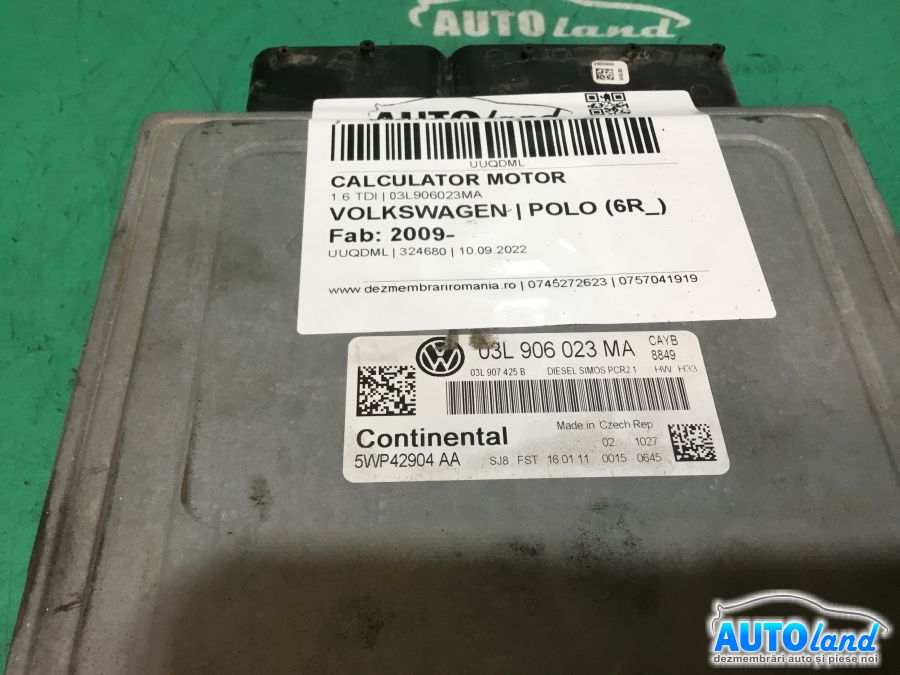 AUTOland
AUTOland
UUQDML
CALCULATOR MOTOR
1.6 TDI | 03L906023MA
VOLKSWAGEN | POLO (6R_)
Fab: 2009-
UUQDML | 324680 | 10.09.2022
www.dezmembrariromania.ro | 0745272623 | 0757041919
03L 906 023 MA
CAYB
8849
03L 907 425 B DIESEL SIMOS PCR2 1 HW H33
Made in Czech Rep
Continental
02 1027
5WP42904 AA SJ8 FST 16.01.11 0015 0645
AUTOland
dezmembrări auto și piese noi